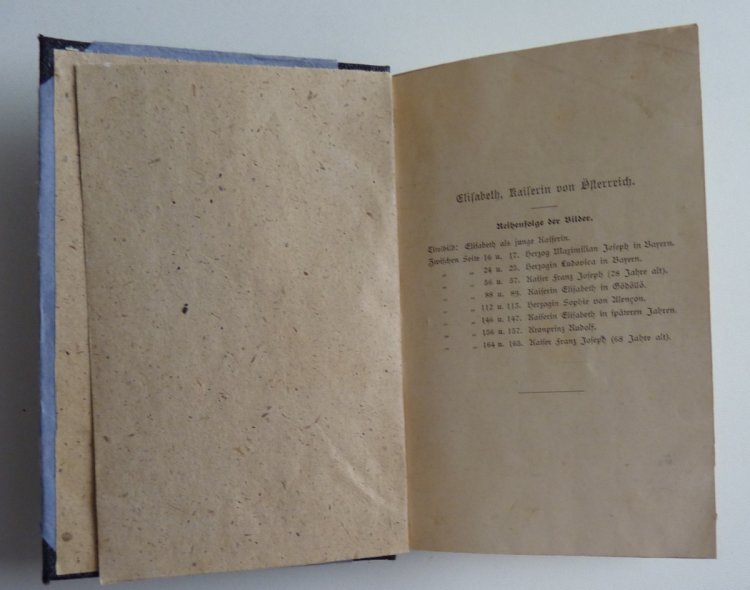 Elisabeth, Kaiserin von Österreich.
Reihenfolge der Bilder.
Titelbild: Elisabeth als junge Kaiserin.
Zwischen Seite 16 u. 17. Herzog Maximilian Joseph in Bayern.
„ „ 24 u. 25. Herzogin Ludovica in Bayern.
„ „ 56 u. 57. Kaiser Franz Joseph (28 Jahre alt).
„ „ 88 u. 89. Kaiserin Elisabeth in Gödöllö.
„ „ 112 u. 113. Herzogin Sophie von Alençon.
„ „ 146 u. 147. Kaiserin Elisabeth in späteren Jahren.
„ „ 156 u. 157. Kronprinz Rudolf.
„ „ 164 u. 165. Kaiser Franz Joseph (68 Jahre alt).